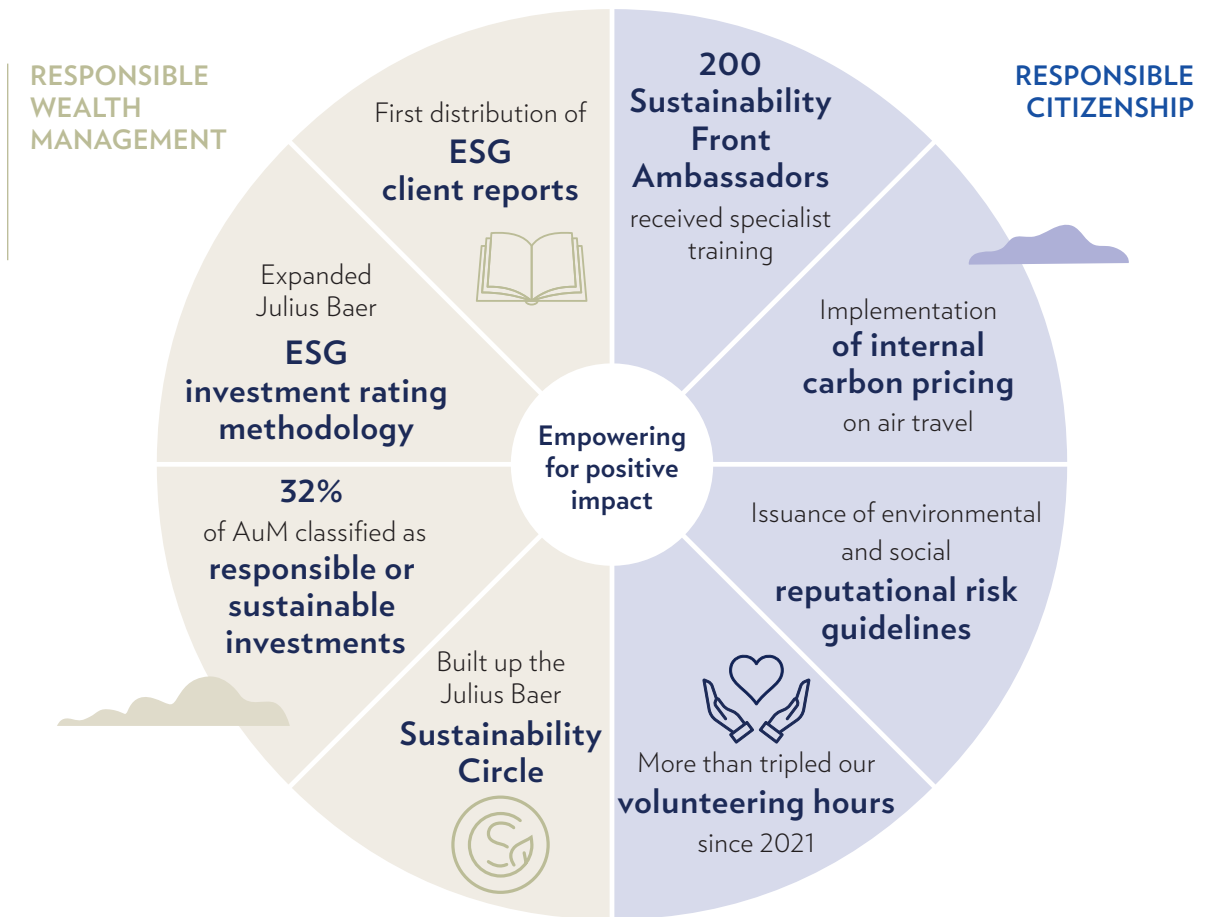 RESPONSIBLE
WEALTH
MANAGEMENT
RESPONSIBLE
CITIZENSHIP
First distribution of
ESG
client reports
200
Sustainability
Front
Ambassadors
received specialist
training
Expanded
Julius Baer
ESG
investment rating
methodology
Implementation
of internal
carbon pricing
on air travel
Empowering
for positive
impact
32%
of AuM classified as
responsible or
sustainable
investments
Issuance of environmental
and social
reputational risk
guidelines
Built up the
Julius Baer
Sustainability
Circle
More than tripled our
volunteering hours
since 2021